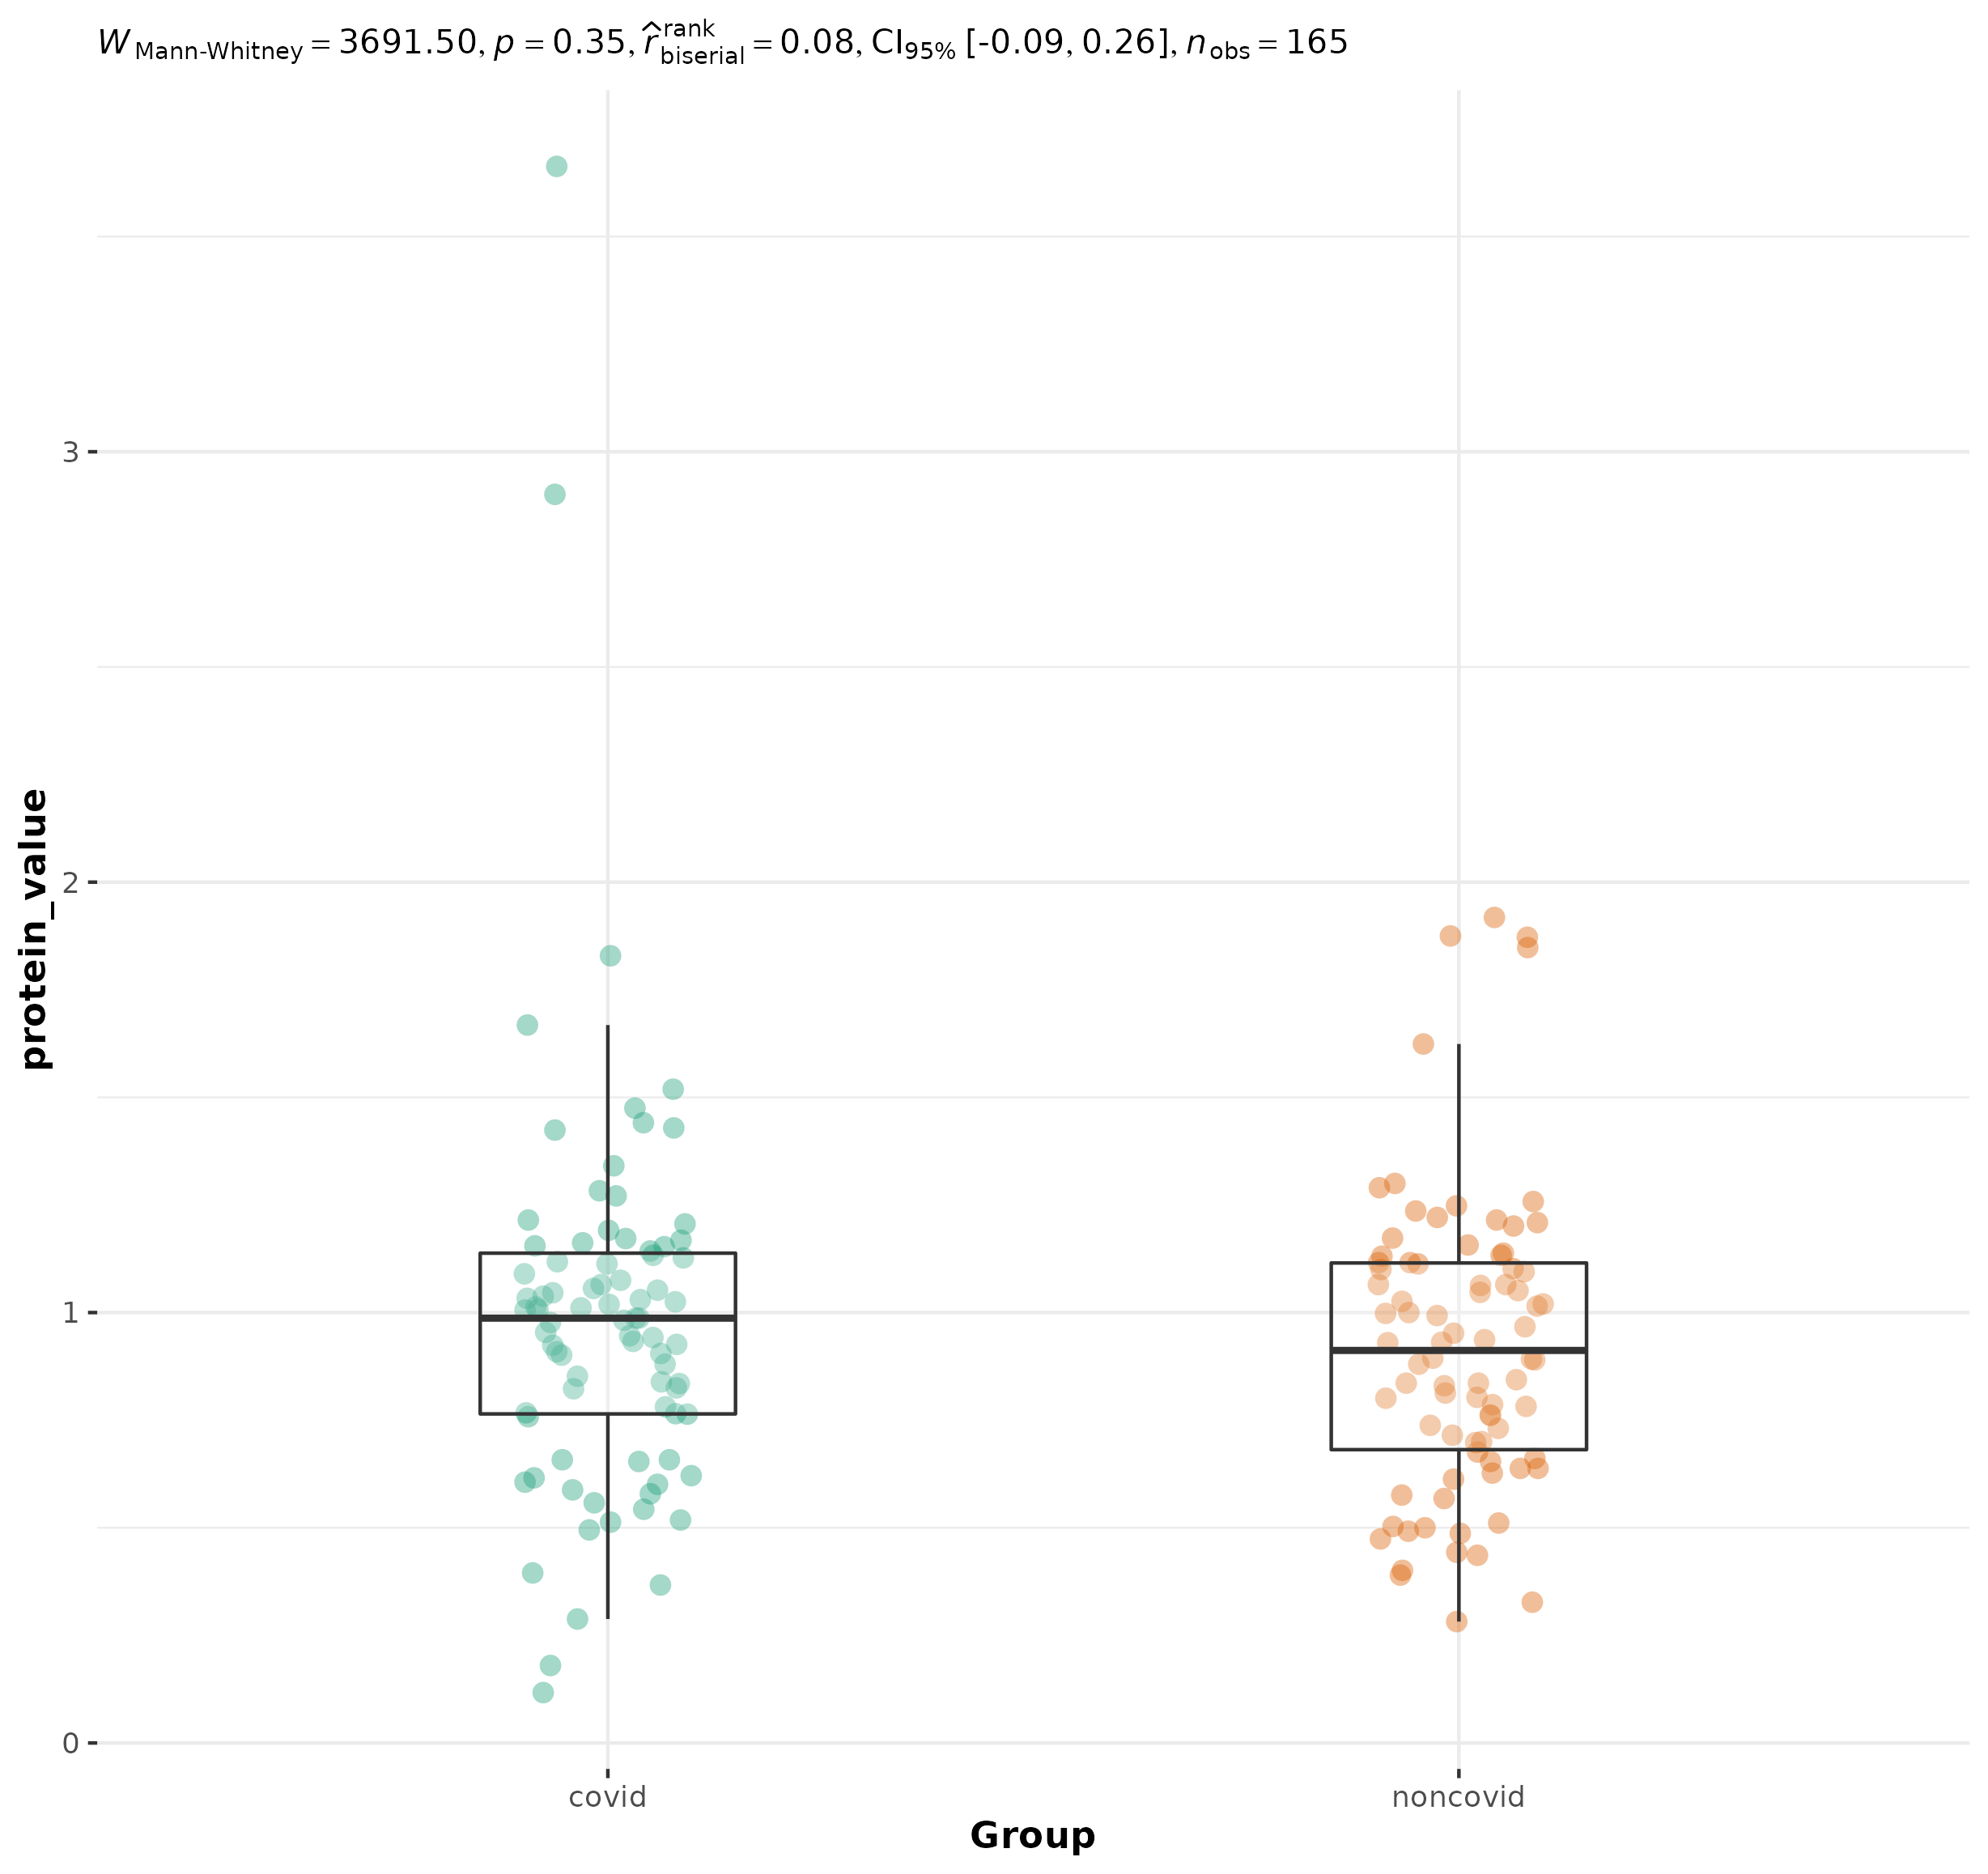 W Mann-Whitney = 3691.50, p = 0.35, r̂ rank biserial = 0.08, CI95% [-0.09, 0.26], n obs = 165
3
2
1
0
protein_value
covid noncovid
Group